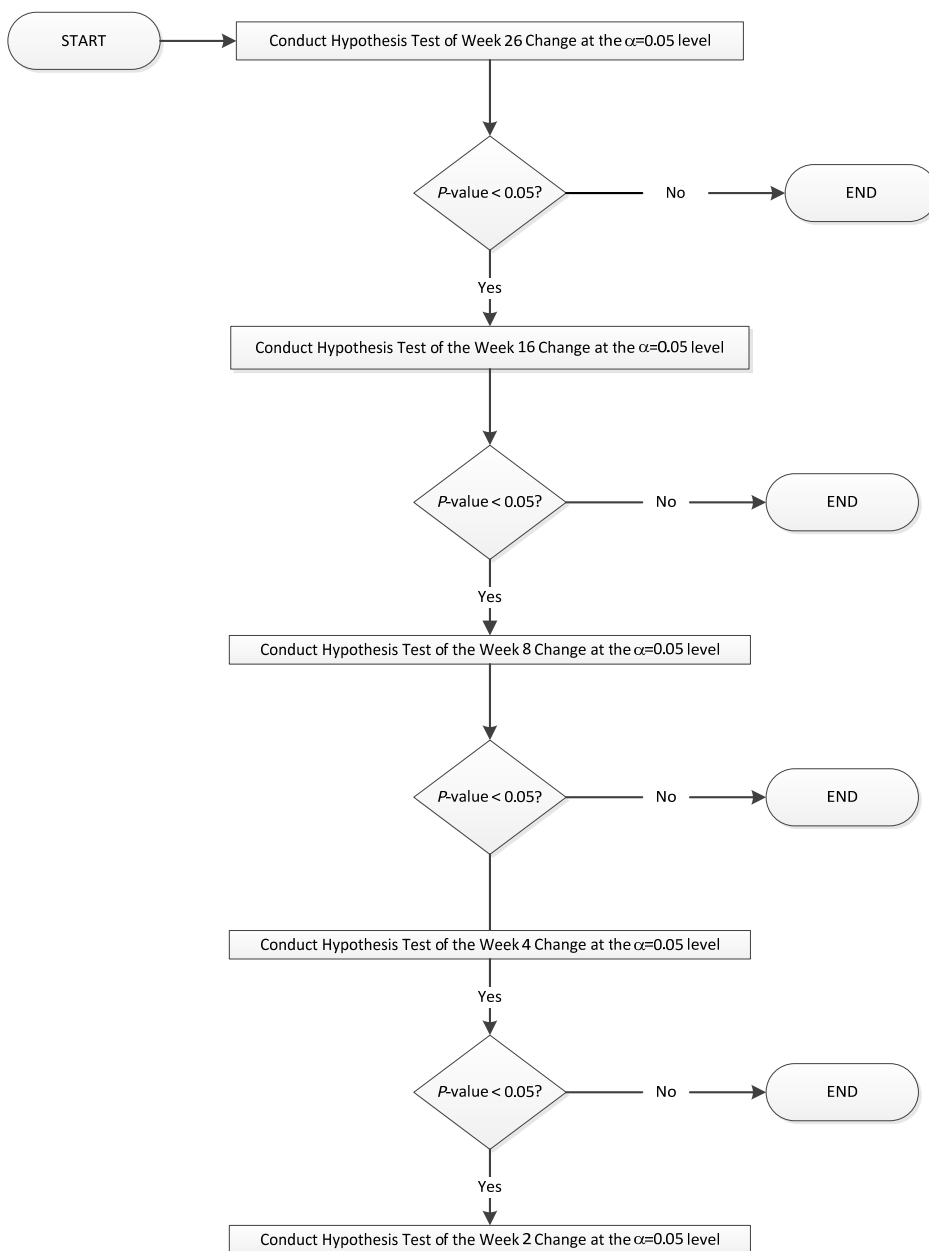 START
Conduct Hypothesis Test of Week 26 Change at the α=0.05 level
P-value < 0.05?
No
END
Yes
Conduct Hypothesis Test of the Week 16 Change at the α=0.05 level
P-value < 0.05?
No
END
Yes
Conduct Hypothesis Test of the Week 8 Change at the α=0.05 level
P-value < 0.05?
No
END
Conduct Hypothesis Test of the Week 4 Change at the α=0.05 level
Yes
P-value < 0.05?
No
END
Yes
Conduct Hypothesis Test of the Week 2 Change at the α=0.05 level